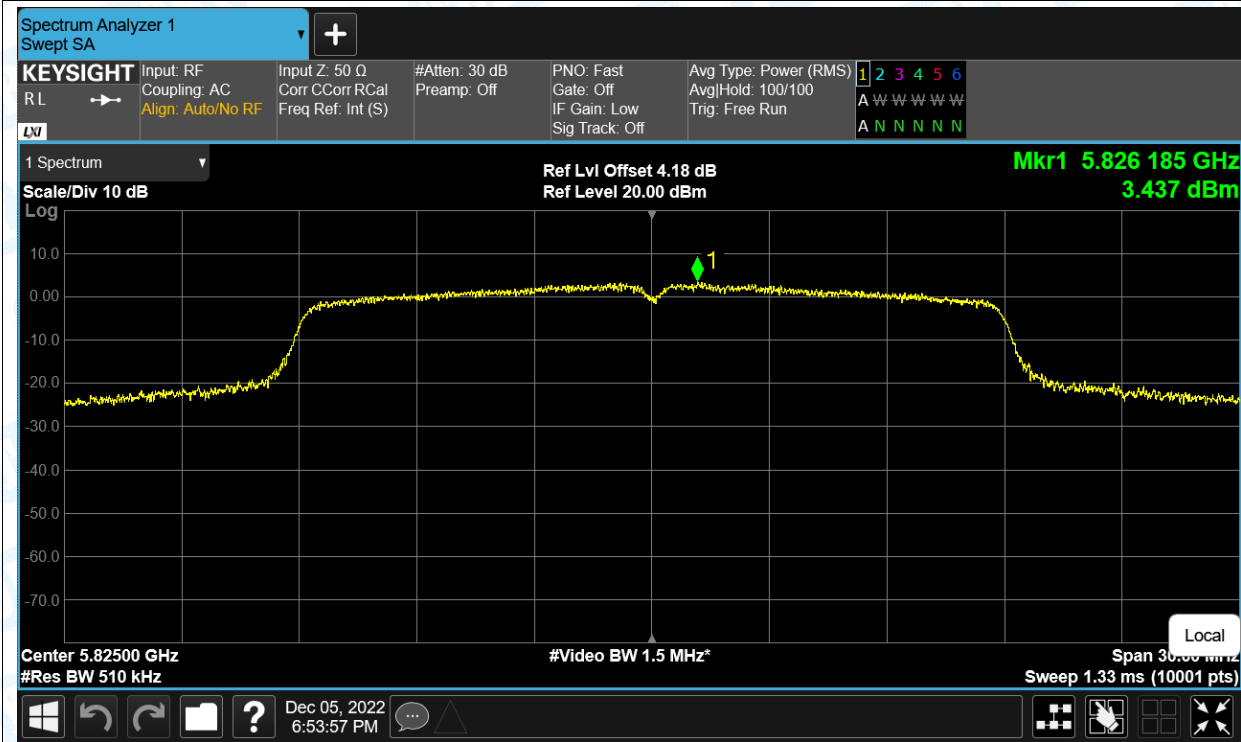 Spectrum Analyzer 1
Swept SA
+
KEYSIGHT
R L
LXI
Input: RF
Coupling: AC
Align: Auto/No RF
Input Z: 50 Ω
Corr CCorr RCal
Freq Ref: Int (S)
#Atten: 30 dB
Preamp: Off
PNO: Fast
Gate: Off
IF Gain: Low
Sig Track: Off
Avg Type: Power (RMS)
Avg|Hold: 100/100
Trig: Free Run
1 2 3 4 5 6
A W W W W W
A N N N N N
1 Spectrum
Scale/Div 10 dB
Ref Lvl Offset 4.18 dB
Ref Level 20.00 dBm
Mkr1 5.826 185 GHz
3.437 dBm
Log
10.0
0.00
-10.0
-20.0
-30.0
-40.0
-50.0
-60.0
-70.0
1
Local
Center 5.82500 GHz
#Video BW 1.5 MHz*
Span 30.00 MHz
#Res BW 510 kHz
Sweep 1.33 ms (10001 pts)
?
Dec 05, 2022
6:53:57 PM